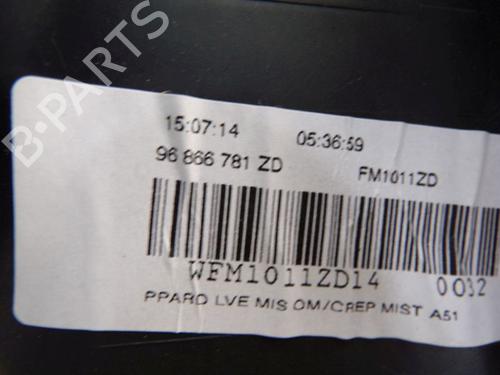 15:07:14 05:36:59
96 866 781 ZD FM1011ZD
WFM1011ZD14 0032
PPARD LVE MIS OM/CREP MIST A51